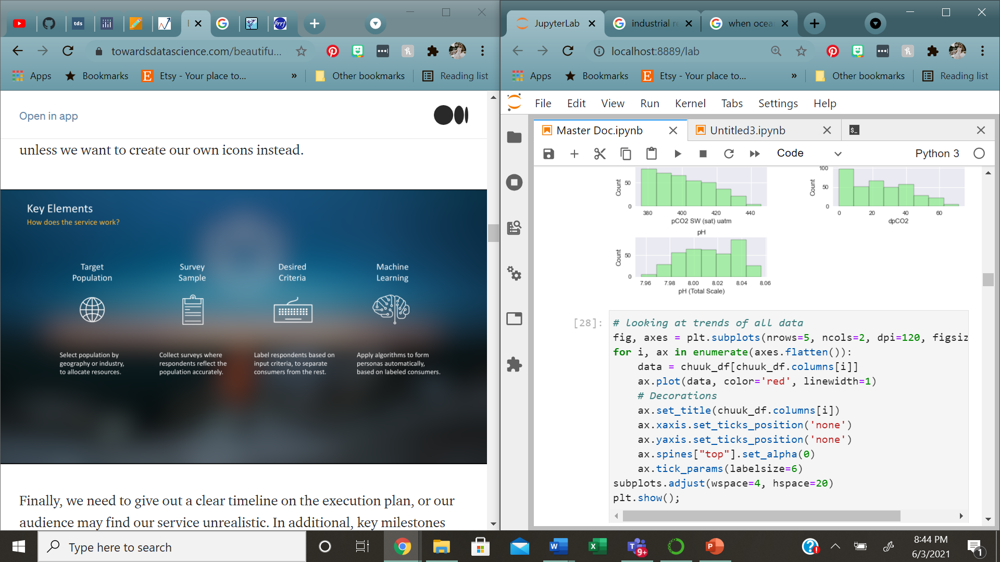 tds
lrrf
towardsdatascience.com/beautifu...
Apps
Bookmarks
Etsy - Your place to...
»
Other bookmarks
Reading list
Open in app
unless we want to create our own icons instead.
Key Elements
How does the service work?
Target
Population
Survey
Sample
Desired
Criteria
Machine
Learning
Select population by
geography or industry,
to allocate resources.
Collect surveys where
respondents reflect the
population accurately.
Label respondents based on
input criteria, to separate
consumers from the rest.
Apply algorithms to form
personas automatically,
based on labeled consumers.
Finally, we need to give out a clear timeline on the execution plan, or our
audience may find our service unrealistic. In additional, key milestones
JupyterLab
industrial re
when ocea
localhost:8889/lab
Apps
Bookmarks
Etsy - Your place to...
»
Other bookmarks
Reading list
File Edit View Run Kernel Tabs Settings Help
Master Doc.ipynb
Untitled3.ipynb
$_
Code
Python 3
Count
50
0
380 400 420 440
pCO2 SW (sat) uatm
Count
100
50
0
0 20 40 60
dpCO2
pH
Count
50
0
7.96 7.98 8.00 8.02 8.04 8.06
pH (Total Scale)
[28]:
# looking at trends of all data
fig, axes = plt.subplots(nrows=5, ncols=2, dpi=120, figsiz
for i, ax in enumerate(axes.flatten()):
data = chuuk_df[chuuk_df.columns[i]]
ax.plot(data, color='red', linewidth=1)
# Decorations
ax.set_title(chuuk_df.columns[i])
ax.xaxis.set_ticks_position('none')
ax.yaxis.set_ticks_position('none')
ax.spines["top"].set_alpha(0)
ax.tick_params(labelsize=6)
subplots.adjust(wspace=4, hspace=20)
plt.show();
Type here to search
9+
8:44 PM
6/3/2021
1